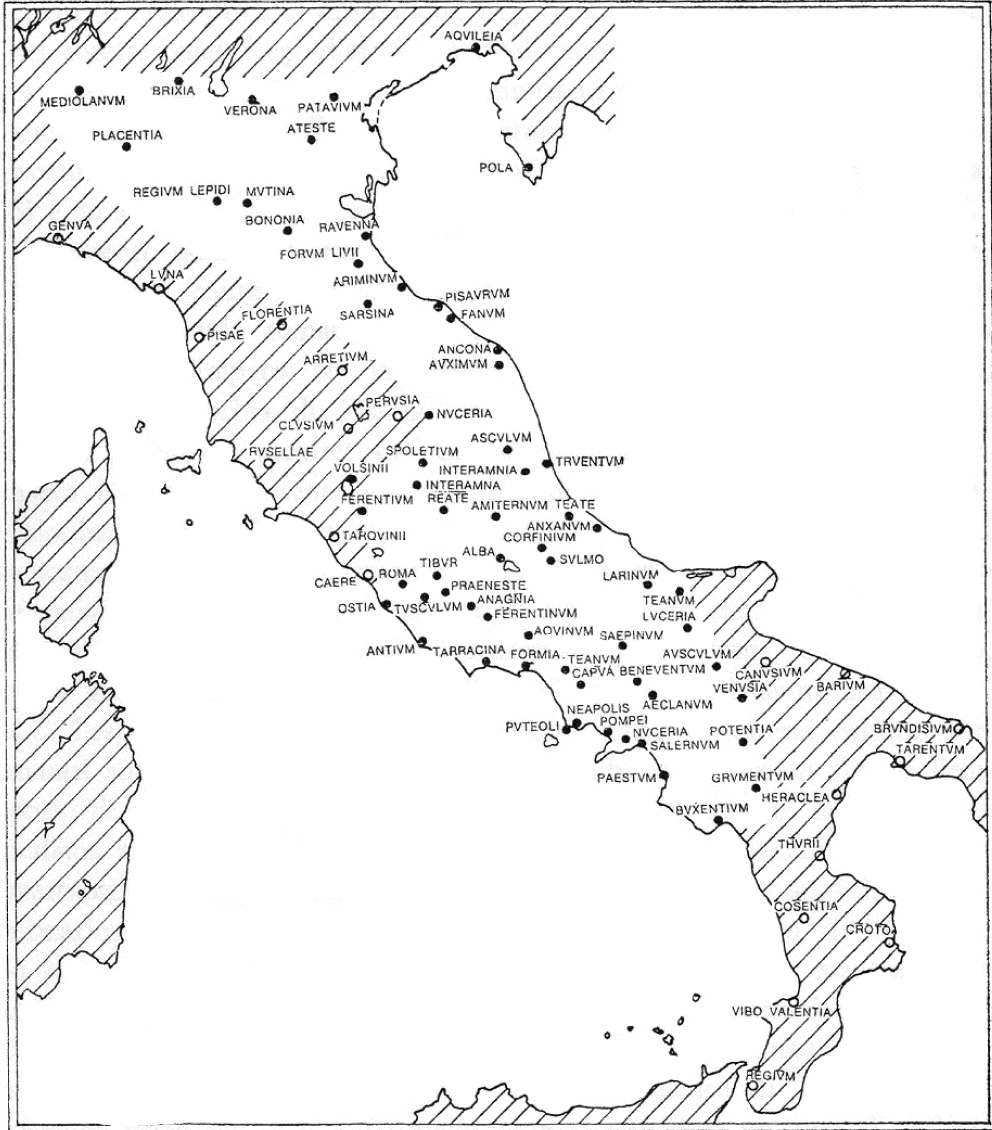 AQVILEIA
BRIXIA
MEDIOLANVM
VERONA
PATAVIVM
PLACENTIA
ATESTE
POLA
REGIVM LEPIDI
MVTINA
BONONIA
GENVA
RAVENNA
FORVM LIVII
LVNA
ARIMINVM
PISAVRVM
FLORENTIA
SARSINA
FANVM
PISAE
ANCONA
ARRETIVM
AVXIMVM
PERVSIA
NVCERIA
CLVSIVM
ASCVLVM
RVSELLAE
SPOLETIVM
TRVENTVM
VOLSINII
INTERAMNIA
INTERAMNA
FERENTIVM
REATE
AMITERNVM
TEATE
ANXANVM
TARQVINII
CORFINIVM
ALBA
SVLMO
CAERE
ROMA
TIBVR
PRAENESTE
LARINVM
TEANVM
OSTIA
TVSCVLVM
ANAGNIA
FERENTINVM
LVCERIA
AQVINVM
SAEPINVM
ANTIVM
TARRACINA
FORMIA
TEANVM
AVSCVLVM
CAPVA
BENEVENTVM
CANVSIVM
BARIVM
AECLANVM
VENVSIA
NEAPOLIS
PVTEOLI
POMPEI
NVCERIA
POTENTIA
BRVNDISIVM
SALERNVM
TARENTVM
PAESTVM
GRVMENTVM
HERACLEA
BVXENTIVM
THVRII
COSENTIA
CROTO
VIBO VALENTIA
REGIVM